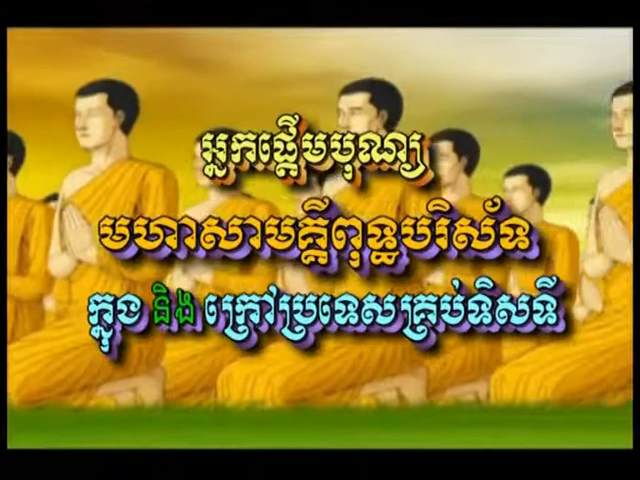 អ្នកផ្ដើមបុណ្យ
មហាសាមគ្គីពុទ្ធបរិស័ទ
ក្នុង និង ក្រៅប្រទេសគ្រប់ទិសទី